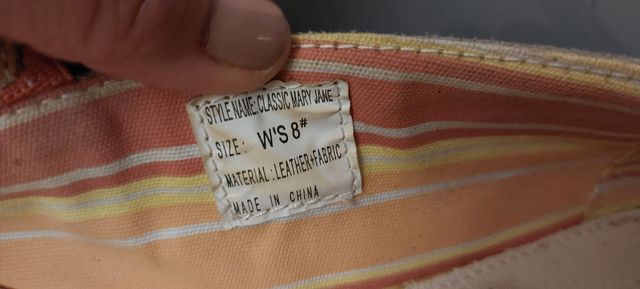 STYLE NAME:CLASSIC MARY JANE
SIZE: W'S 8#
MATERIAL:LEATHER+FABRIC
MADE IN CHINA